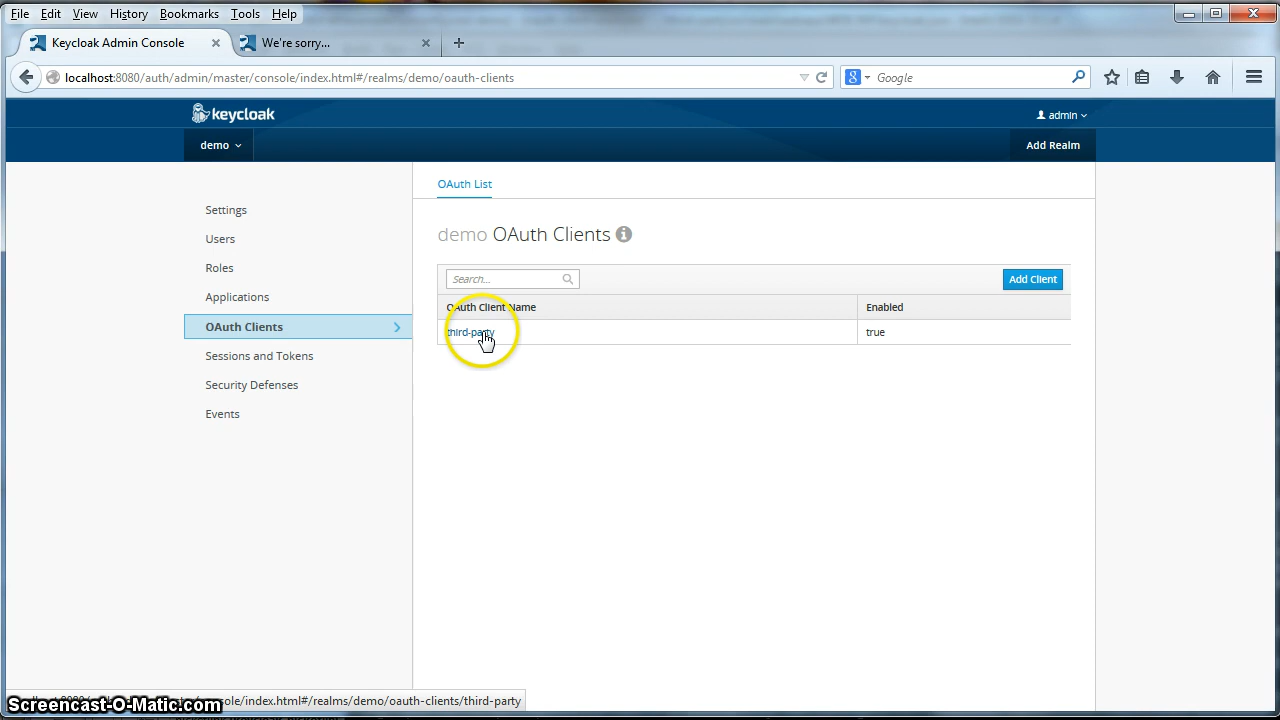 File Edit View History Bookmarks Tools Help
Keycloak Admin Console
We're sorry...
localhost:8080/auth/admin/master/console/index.html#/realms/demo/oauth-clients
Google
keycloak
admin
demo
Add Realm
OAuth List
Settings
Users
Roles
Applications
OAuth Clients
Sessions and Tokens
Security Defenses
Events
demo OAuth Clients
Search...
Add Client
OAuth Client Name
Enabled
third-party
true
/console/index.html#/realms/demo/oauth-clients/third-party
Screencast-O-Matic.com